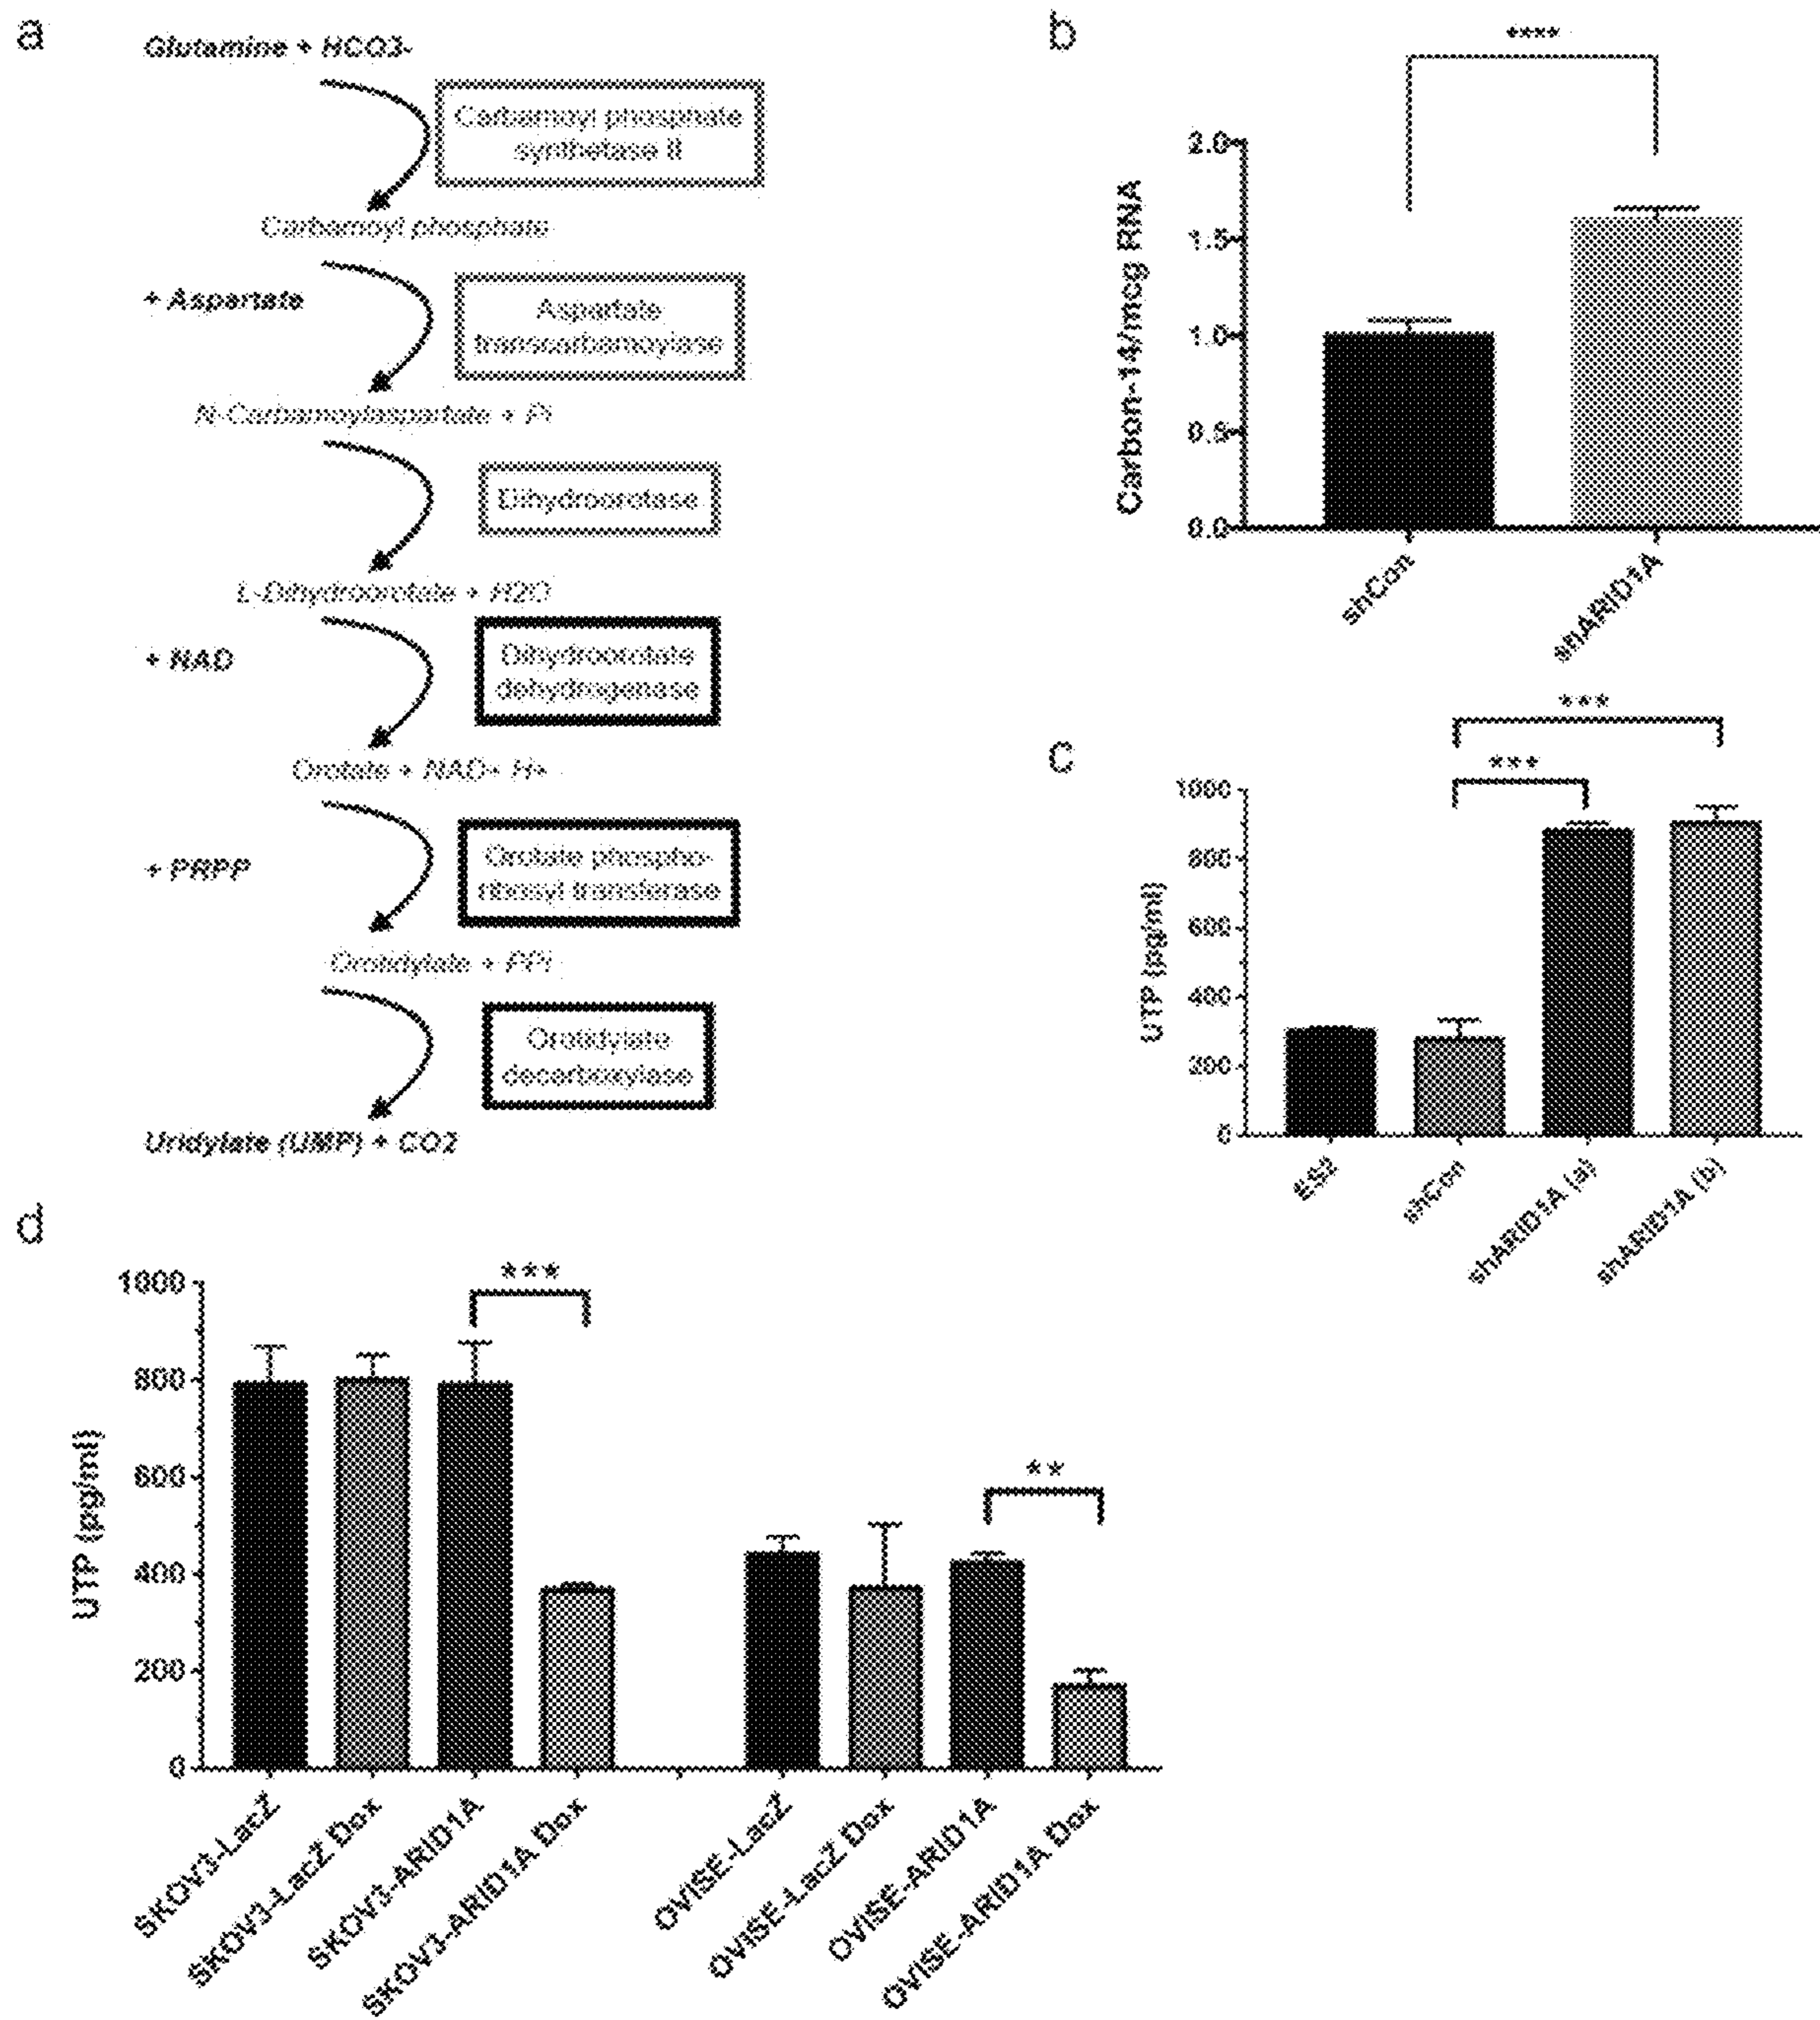 a
Glutamine + HCO3-
Carbamoyl phosphate
synthetase II
Carbamoyl phosphate
+ Aspartate
Aspartate
transcarbamoylase
N-Carbamoylaspartate + Pi
Dihydroorotase
L-Dihydroorotate + H2O
+ NAD
Dihydroorotate
dehydrogenase
Orotate + NAD+ H+
+ PRPP
Orotate phospho-
ribosyl transferase
Orotidylate + PPi
Orotidylate
decarboxylase
Uridylate (UMP) + CO2
b
****
Carbon-14/mcg RNA
2.0
1.5
1.0
0.5
0.0
shCon
shARID1A
c
***
***
UTP (pg/ml)
1000
800
600
400
200
0
ES2
shCon
shARID1A (a)
shARID1A (b)
d
***
**
UTP (pg/ml)
1000
800
600
400
200
0
SKOV3-LacZ
SKOV3-LacZ Dox
SKOV3-ARID1A
SKOV3-ARID1A Dox
OVISE-LacZ
OVISE-LacZ Dox
OVISE-ARID1A
OVISE-ARID1A Dox